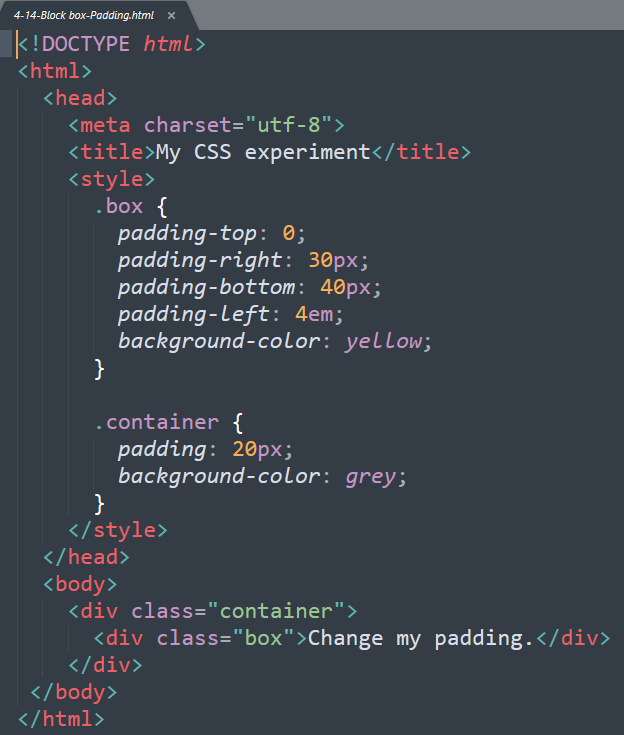 4-14-Block box-Padding.html ×
<!DOCTYPE html>
<html>
  <head>
    <meta charset="utf-8">
    <title>My CSS experiment</title>
    <style>
      .box {
        padding-top: 0;
        padding-right: 30px;
        padding-bottom: 40px;
        padding-left: 4em;
        background-color: yellow;
      }

      .container {
        padding: 20px;
        background-color: grey;
      }
    </style>
  </head>
  <body>
    <div class="container">
      <div class="box">Change my padding.</div>
    </div>
 </body>
</html>